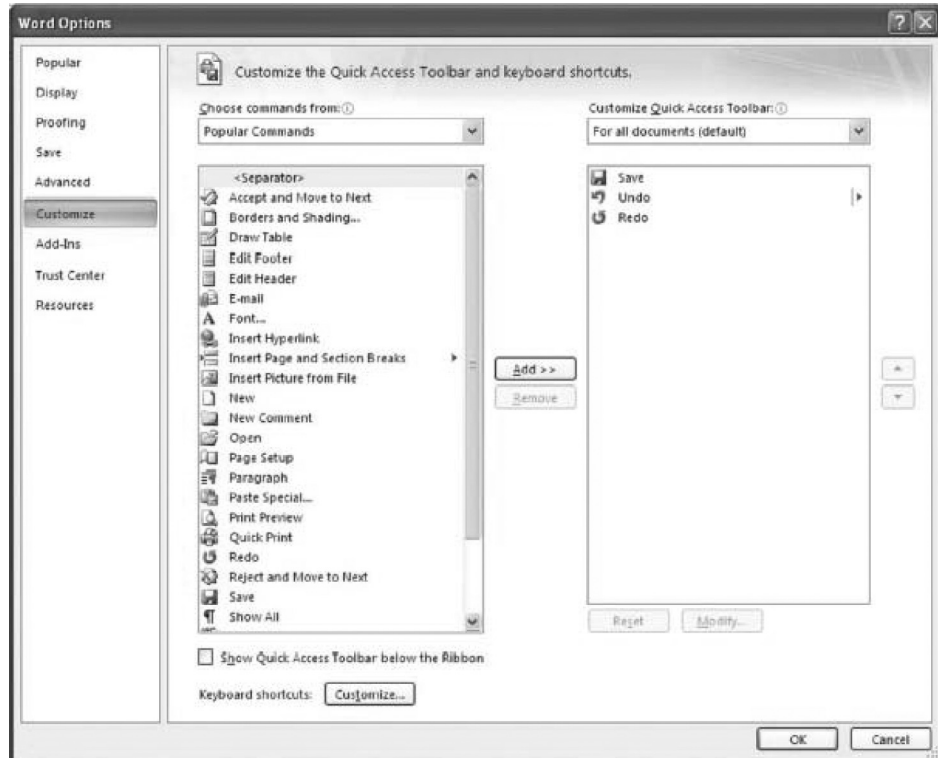 Word Options
Popular
Display
Proofing
Save
Advanced
Customize
Add-Ins
Trust Center
Resources
Customize the Quick Access Toolbar and keyboard shortcuts.
Choose commands from:
Popular Commands
<Separator>
Accept and Move to Next
Borders and Shading...
Draw Table
Edit Footer
Edit Header
E-mail
Font...
Insert Hyperlink
Insert Page and Section Breaks
Insert Picture from File
New
New Comment
Open
Page Setup
Paragraph
Paste Special...
Print Preview
Quick Print
Redo
Reject and Move to Next
Save
Show All
Add >>
Remove
Customize Quick Access Toolbar:
For all documents (default)
Save
Undo
Redo
Reset
Modify...
Show Quick Access Toolbar below the Ribbon
Keyboard shortcuts:
Customize...
OK
Cancel